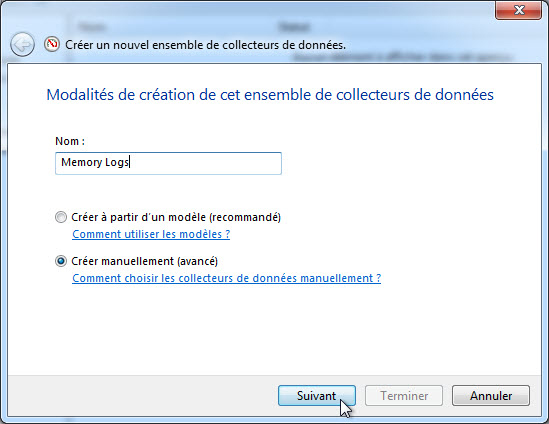 Nom
Statut
Créer un nouvel ensemble de collecteurs de données.
Modalités de création de cet ensemble de collecteurs de données
Nom :
Memory Logs
Créer à partir d'un modèle (recommandé)
Comment utiliser les modèles ?
Créer manuellement (avancé)
Comment choisir les collecteurs de données manuellement ?
Suivant
Terminer
Annuler